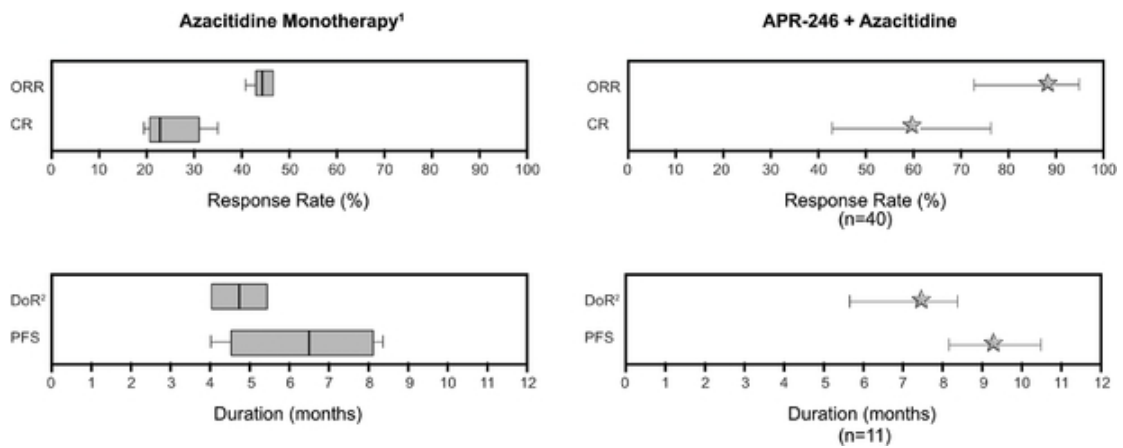 Azacitidine Monotherapy¹
ORR
CR
0 10 20 30 40 50 60 70 80 90 100
Response Rate (%)
APR-246 + Azacitidine
ORR
CR
0 10 20 30 40 50 60 70 80 90 100
Response Rate (%)
(n=40)
DoR²
PFS
0 1 2 3 4 5 6 7 8 9 10 11 12
Duration (months)
DoR²
PFS
0 1 2 3 4 5 6 7 8 9 10 11 12
Duration (months)
(n=11)